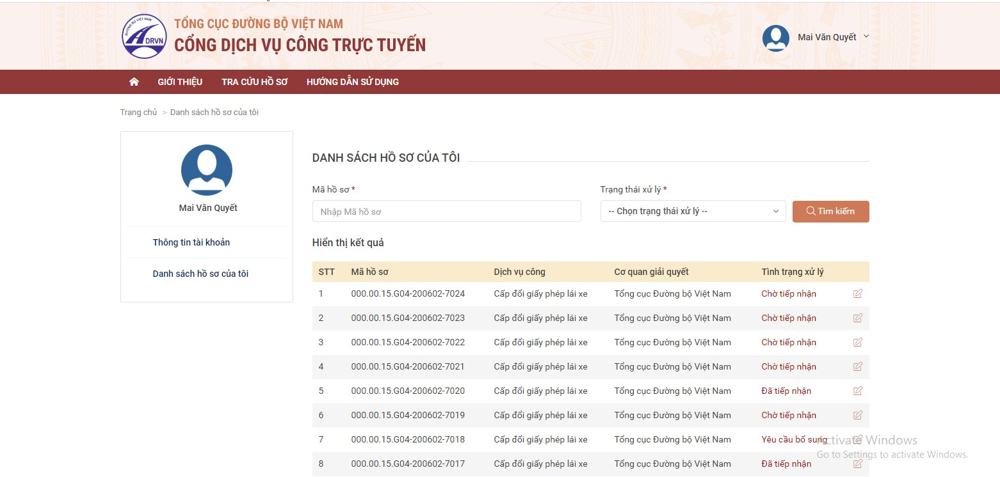 ĐƯỜNG BỘ VIỆT NAM
DRVN
TỔNG CỤC ĐƯỜNG BỘ VIỆT NAM
CỔNG DỊCH VỤ CÔNG TRỰC TUYẾN
Mai Văn Quyết
GIỚI THIỆU TRA CỨU HỒ SƠ HƯỚNG DẪN SỬ DỤNG
Trang chủ > Danh sách hồ sơ của tôi
Mai Văn Quyết
Thông tin tài khoản
Danh sách hồ sơ của tôi
DANH SÁCH HỒ SƠ CỦA TÔI
Mã hồ sơ * Trạng thái xử lý *
Nhập Mã hồ sơ -- Chọn trạng thái xử lý -- Tìm kiếm
Hiển thị kết quả
STT Mã hồ sơ Dịch vụ công Cơ quan giải quyết Tình trạng xử lý
1 000.00.15.G04-200602-7024 Cấp đổi giấy phép lái xe Tổng cục Đường bộ Việt Nam Chờ tiếp nhận
2 000.00.15.G04-200602-7023 Cấp đổi giấy phép lái xe Tổng cục Đường bộ Việt Nam Chờ tiếp nhận
3 000.00.15.G04-200602-7022 Cấp đổi giấy phép lái xe Tổng cục Đường bộ Việt Nam Chờ tiếp nhận
4 000.00.15.G04-200602-7021 Cấp đổi giấy phép lái xe Tổng cục Đường bộ Việt Nam Chờ tiếp nhận
5 000.00.15.G04-200602-7020 Cấp đổi giấy phép lái xe Tổng cục Đường bộ Việt Nam Đã tiếp nhận
6 000.00.15.G04-200602-7019 Cấp đổi giấy phép lái xe Tổng cục Đường bộ Việt Nam Chờ tiếp nhận
7 000.00.15.G04-200602-7018 Cấp đổi giấy phép lái xe Tổng cục Đường bộ Việt Nam Yêu cầu bổ sung
8 000.00.15.G04-200602-7017 Cấp đổi giấy phép lái xe Tổng cục Đường bộ Việt Nam Đã tiếp nhận
Activate Windows
Go to Settings to activate Windows.